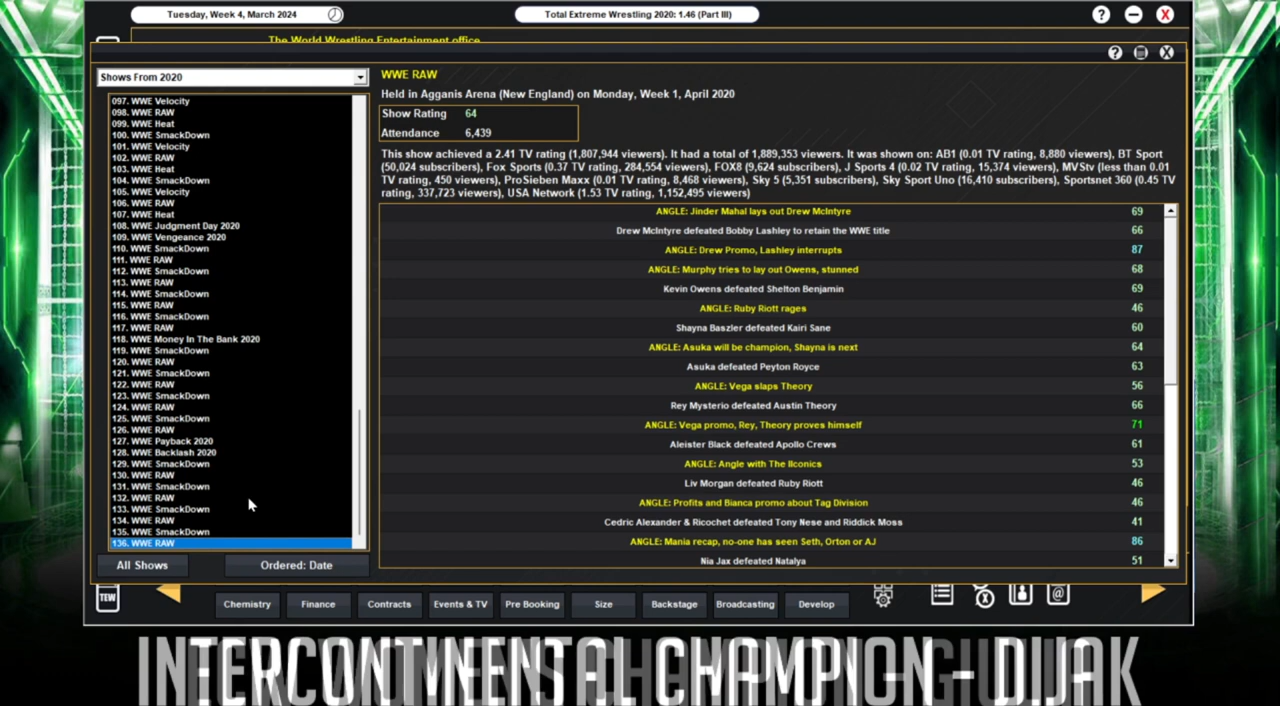 Tuesday, Week 4, March 2024
Total Extreme Wrestling 2020: 1.46 (Part III)
The World Wrestling Entertainment office
Shows From 2020
097. WWE Velocity
098. WWE RAW
099. WWE Heat
100. WWE SmackDown
101. WWE Velocity
102. WWE RAW
103. WWE Heat
104. WWE SmackDown
105. WWE Velocity
106. WWE RAW
107. WWE Heat
108. WWE Judgment Day 2020
109. WWE Vengeance 2020
110. WWE SmackDown
111. WWE RAW
112. WWE SmackDown
113. WWE RAW
114. WWE SmackDown
115. WWE RAW
116. WWE SmackDown
117. WWE RAW
118. WWE Money In The Bank 2020
119. WWE SmackDown
120. WWE RAW
121. WWE SmackDown
122. WWE RAW
123. WWE SmackDown
124. WWE RAW
125. WWE SmackDown
126. WWE RAW
127. WWE Payback 2020
128. WWE Backlash 2020
129. WWE SmackDown
130. WWE RAW
131. WWE SmackDown
132. WWE RAW
133. WWE SmackDown
134. WWE RAW
135. WWE SmackDown
136. WWE RAW
All Shows
Ordered: Date
WWE RAW
Held in Agganis Arena (New England) on Monday, Week 1, April 2020
Show Rating 64
Attendance 6,439
This show achieved a 2.41 TV rating (1,807,944 viewers). It had a total of 1,889,353 viewers. It was shown on: AB1 (0.01 TV rating, 8,880 viewers), BT Sport
(50,024 subscribers), Fox Sports (0.37 TV rating, 284,554 viewers), FOX8 (9,624 subscribers), J Sports 4 (0.02 TV rating, 15,374 viewers), MVStv (less than 0.01
TV rating, 450 viewers), ProSieben Maxx (0.01 TV rating, 8,468 viewers), Sky 5 (5,351 subscribers), Sky Sport Uno (16,410 subscribers), Sportsnet 360 (0.45 TV
rating, 337,723 viewers), USA Network (1.53 TV rating, 1,152,495 viewers)
ANGLE: Jinder Mahal lays out Drew McIntyre 69
Drew McIntyre defeated Bobby Lashley to retain the WWE title 66
ANGLE: Drew Promo, Lashley interrupts 87
ANGLE: Murphy tries to lay out Owens, stunned 68
Kevin Owens defeated Shelton Benjamin 69
ANGLE: Ruby Riott rages 46
Shayna Baszler defeated Kairi Sane 60
ANGLE: Asuka will be champion, Shayna is next 64
Asuka defeated Peyton Royce 63
ANGLE: Vega slaps Theory 56
Rey Mysterio defeated Austin Theory 66
ANGLE: Vega promo, Rey, Theory proves himself 71
Aleister Black defeated Apollo Crews 61
ANGLE: Angle with The IIconics 53
Liv Morgan defeated Ruby Riott 46
ANGLE: Profits and Bianca promo about Tag Division 46
Cedric Alexander & Ricochet defeated Tony Nese and Riddick Moss 41
ANGLE: Mania recap, no-one has seen Seth, Orton or AJ 86
Nia Jax defeated Natalya 51
TEW
Chemistry
Finance
Contracts
Events & TV
Pre Booking
Size
Backstage
Broadcasting
Develop
INTERCONTINENTAL CHAMPION - DIJAK